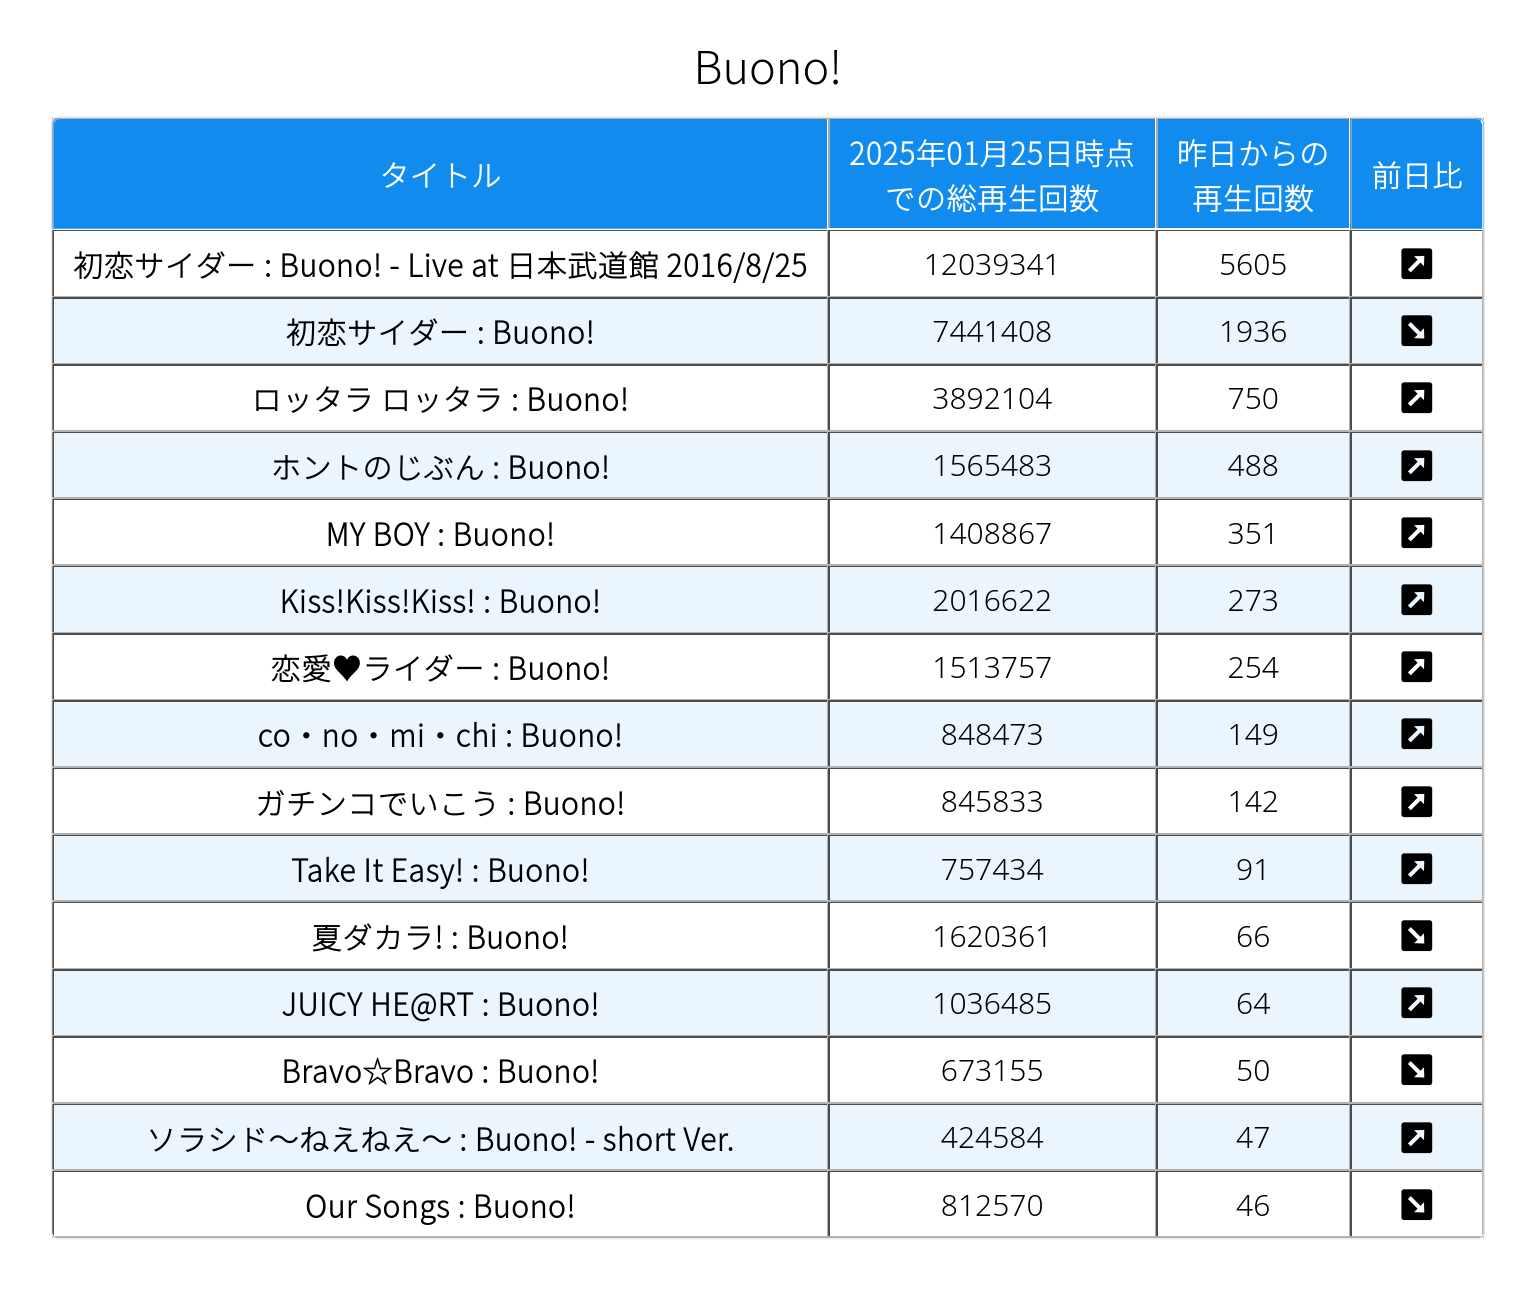 Buono!
タイトル 2025年01月25日時点での総再生回数 昨日からの再生回数 前日比
初恋サイダー : Buono! - Live at 日本武道館 2016/8/25 12039341 5605 ↗
初恋サイダー : Buono! 7441408 1936 ↘
ロッタラ ロッタラ : Buono! 3892104 750 ↗
ホントのじぶん : Buono! 1565483 488 ↗
MY BOY : Buono! 1408867 351 ↗
Kiss!Kiss!Kiss! : Buono! 2016622 273 ↗
恋愛♥ライダー : Buono! 1513757 254 ↗
co・no・mi・chi : Buono! 848473 149 ↗
ガチンコでいこう : Buono! 845833 142 ↗
Take It Easy! : Buono! 757434 91 ↗
夏ダカラ! : Buono! 1620361 66 ↘
JUICY HE@RT : Buono! 1036485 64 ↗
Bravo☆Bravo : Buono! 673155 50 ↘
ソラシド〜ねえねえ〜 : Buono! - short Ver. 424584 47 ↗
Our Songs : Buono! 812570 46 ↘